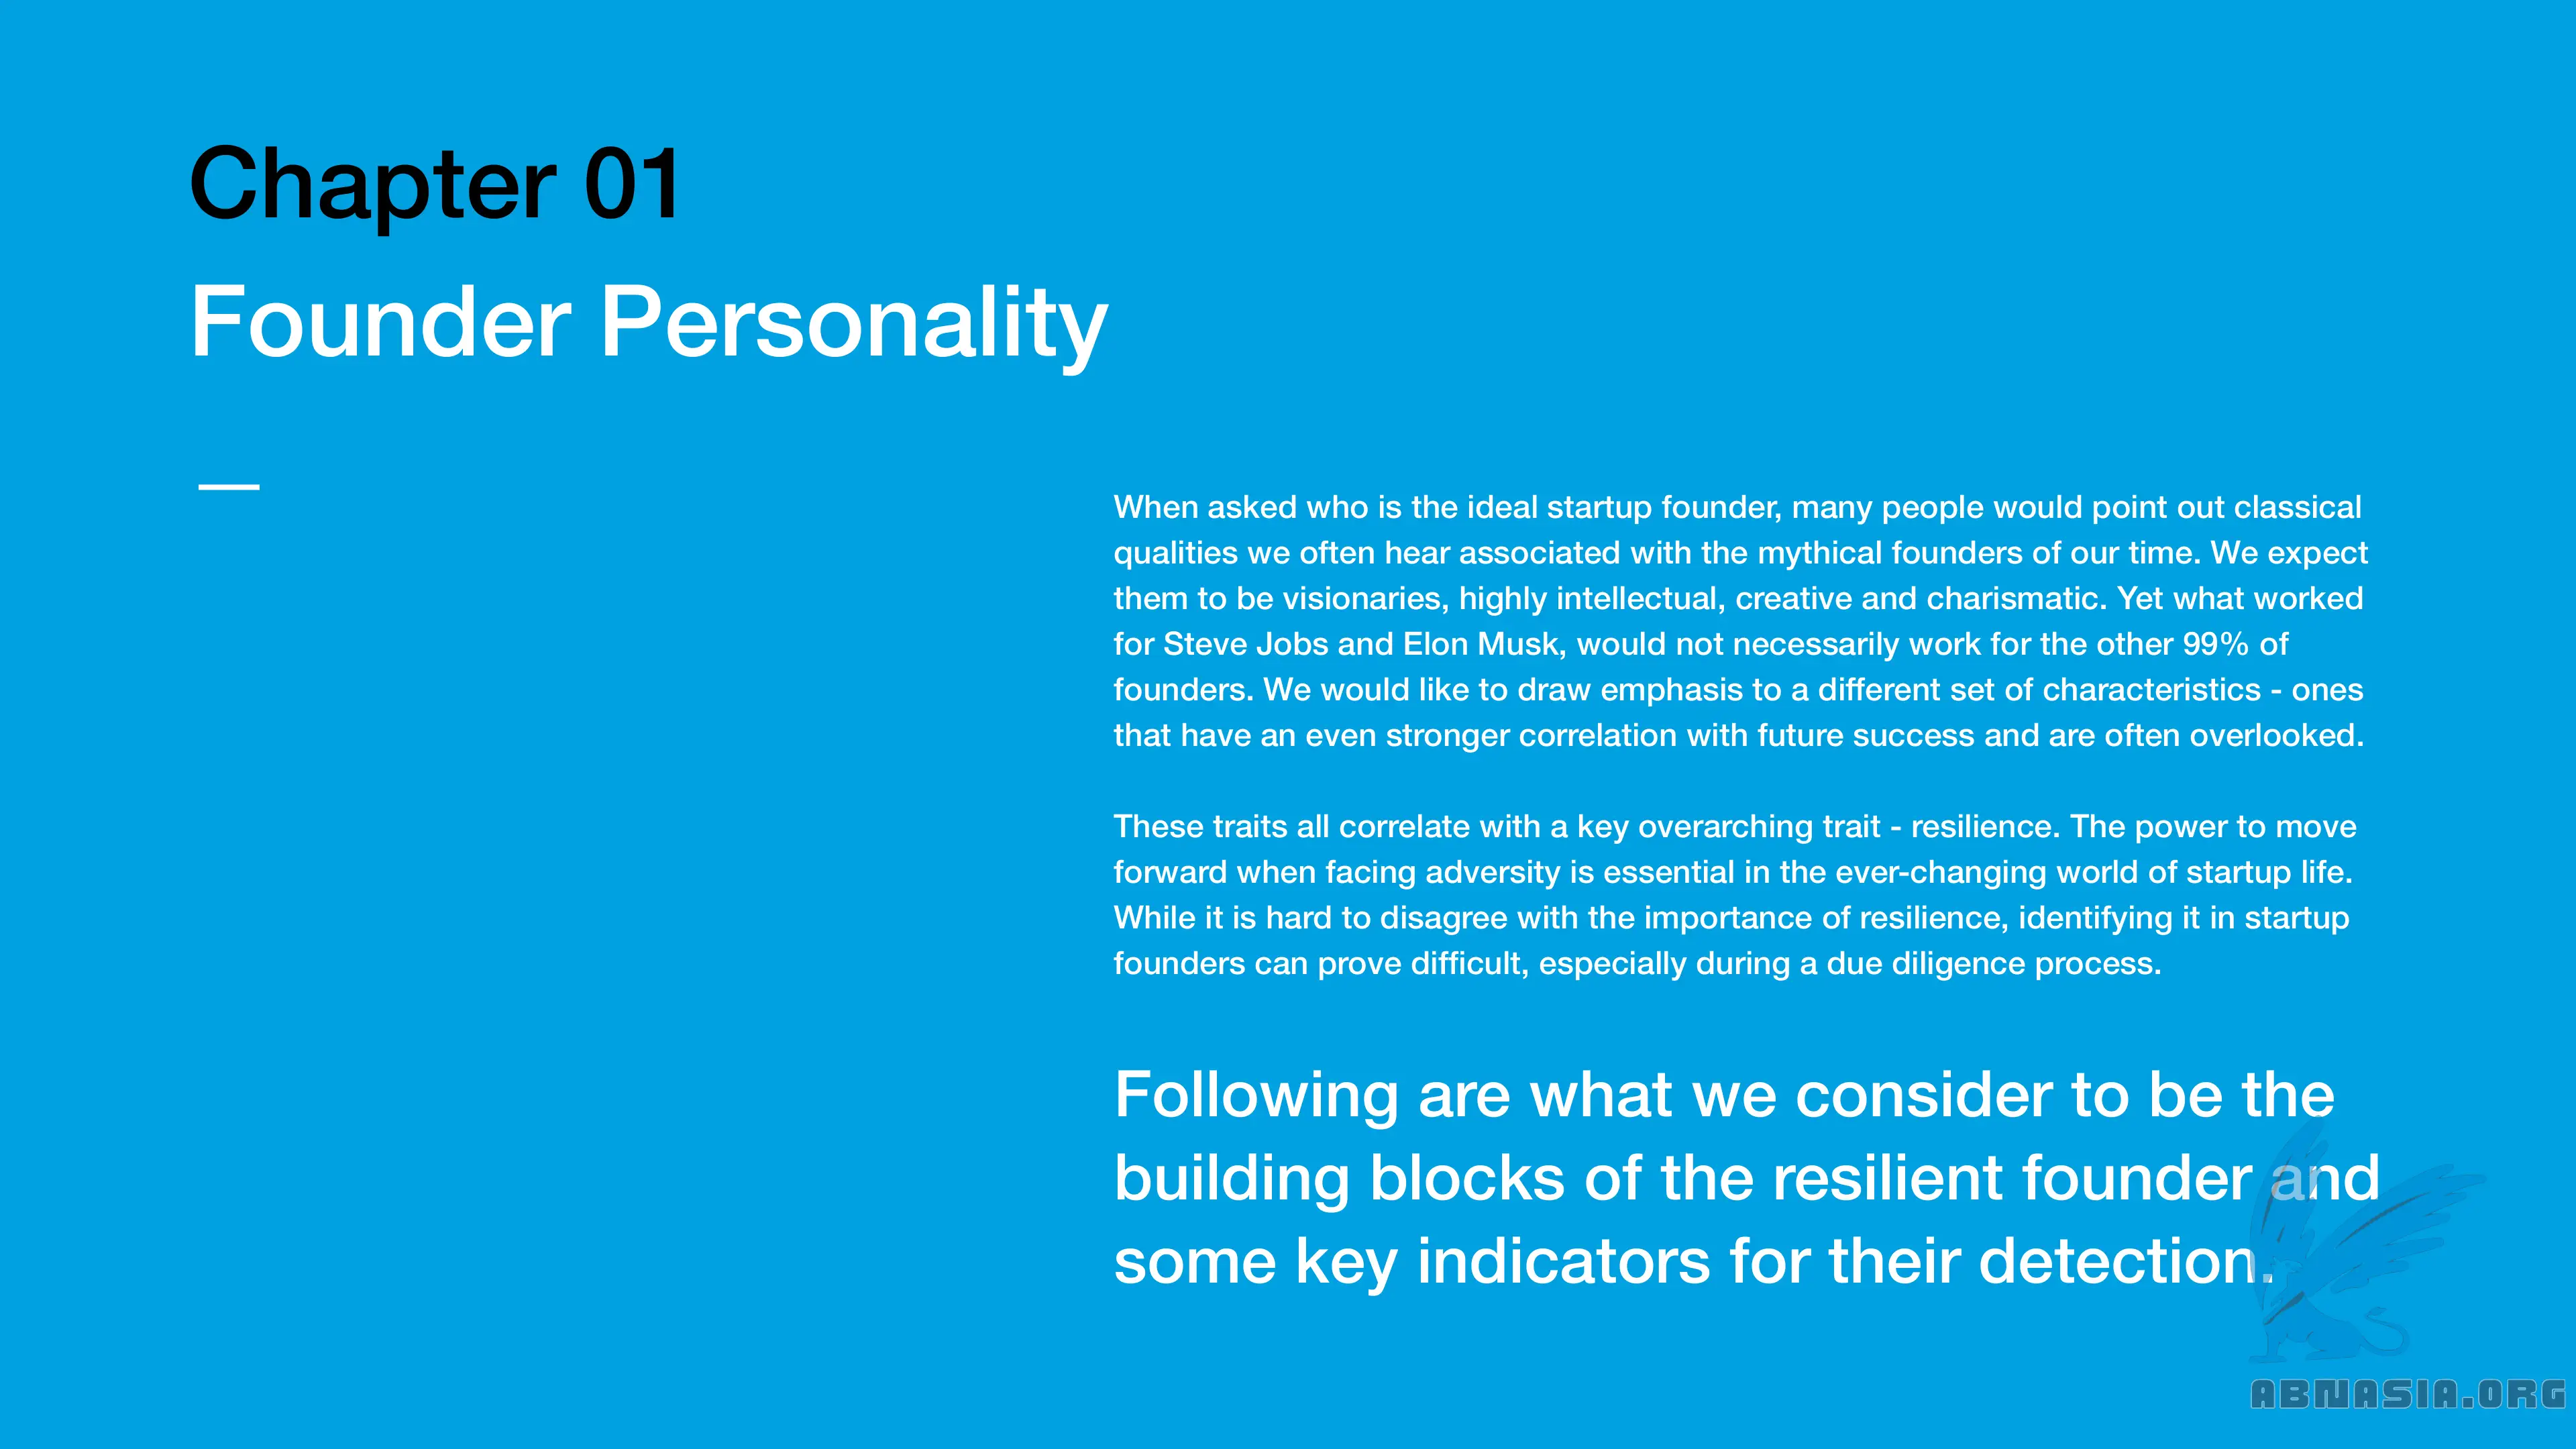 Chapter 01
Founder Personality
When asked who is the ideal startup founder, many people would point out classical
qualities we often hear associated with the mythical founders of our time. We expect
them to be visionaries, highly intellectual, creative and charismatic. Yet what worked
for Steve Jobs and Elon Musk, would not necessarily work for the other 99% of
founders. We would like to draw emphasis to a different set of characteristics - ones
that have an even stronger correlation with future success and are often overlooked.
These traits all correlate with a key overarching trait - resilience. The power to move
forward when facing adversity is essential in the ever-changing world of startup life.
While it is hard to disagree with the importance of resilience, identifying it in startup
founders can prove difficult, especially during a due diligence process.
Following are what we consider to be the
building blocks of the resilient founder and
some key indicators for their detection.
ABNASIA.ORG